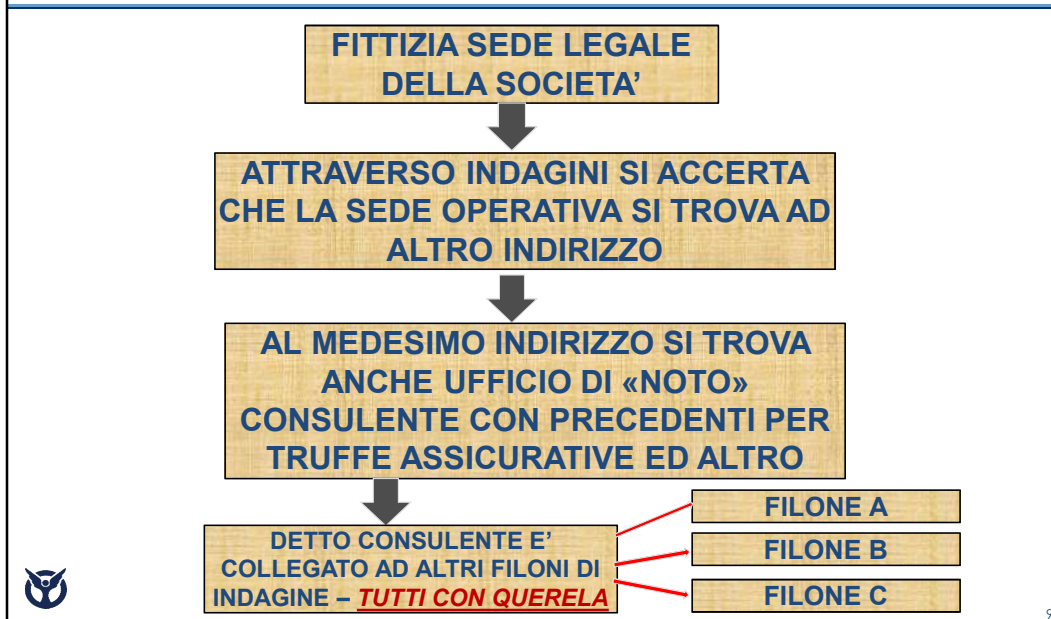 FITTIZIA SEDE LEGALE
DELLA SOCIETA’
ATTRAVERSO INDAGINI SI ACCERTA
CHE LA SEDE OPERATIVA SI TROVA AD
ALTRO INDIRIZZO
AL MEDESIMO INDIRIZZO SI TROVA
ANCHE UFFICIO DI «NOTO»
CONSULENTE CON PRECEDENTI PER
TRUFFE ASSICURATIVE ED ALTRO
DETTO CONSULENTE E’
COLLEGATO AD ALTRI FILONI DI
INDAGINE – TUTTI CON QUERELA
FILONE A
FILONE B
FILONE C
9